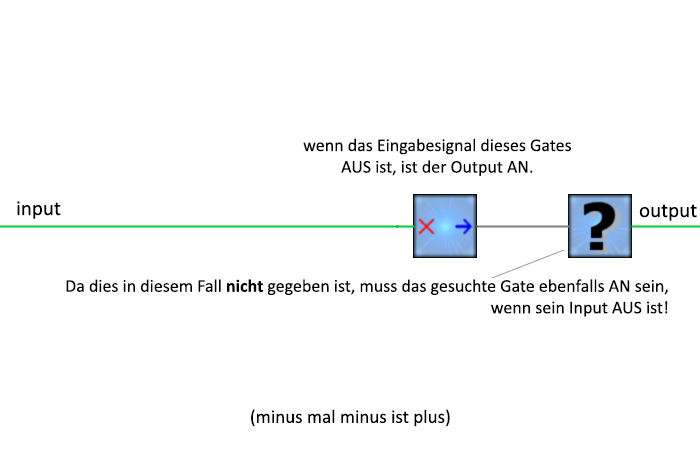 wenn das Eingabesignal dieses Gates
AUS ist, ist der Output AN.
input
output
?
Da dies in diesem Fall nicht gegeben ist, muss das gesuchte Gate ebenfalls AN sein,
wenn sein Input AUS ist!
(minus mal minus ist plus)